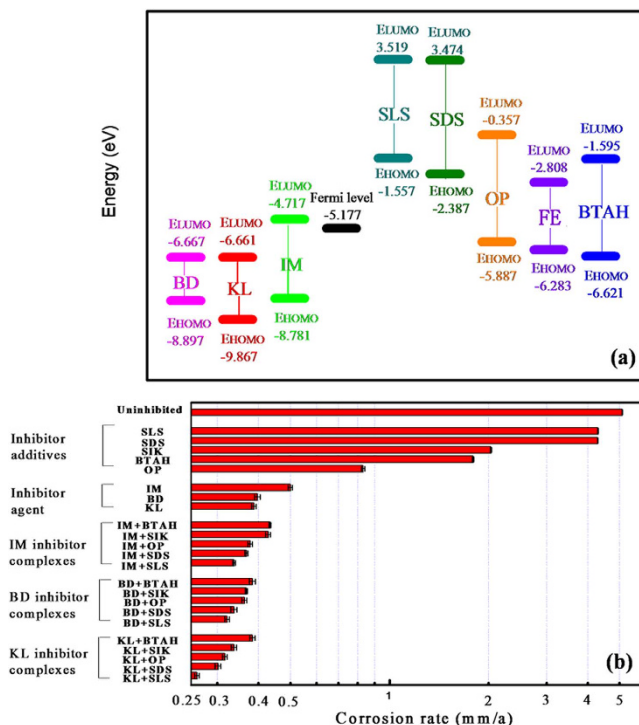 ELUMO
3.519
ELUMO
3.474
SLS
SDS
EHOMO
-1.557
EHOMO
-2.387
ELUMO
-0.357
OP
EHOMO
-5.887
ELUMO
-2.808
FE
EHOMO
-6.283
ELUMO
-1.595
BTAH
EHOMO
-6.621
Energy (eV)
ELUMO
-4.717
Fermi level
-5.177
ELUMO
-6.667
ELUMO
-6.661
IM
BD
KL
EHOMO
-8.897
EHOMO
-9.867
EHOMO
-8.781
(a)
Uninhibited
Inhibitor
additives
SLS
SDS
SIK
BTAH
OP
Inhibitor
agent
IM
BD
KL
IM inhibitor
complexes
IM+BTAH
IM+SIK
IM+OP
IM+SDS
IM+SLS
BD inhibitor
complexes
BD+BTAH
BD+SIK
BD+OP
BD+SDS
BD+SLS
KL inhibitor
complexes
KL+BTAH
KL+SIK
KL+OP
KL+SDS
KL+SLS
(b)
0.25 0.3 0.4 0.5 1 2 3 4 5
Corrosion rate (mm/a)